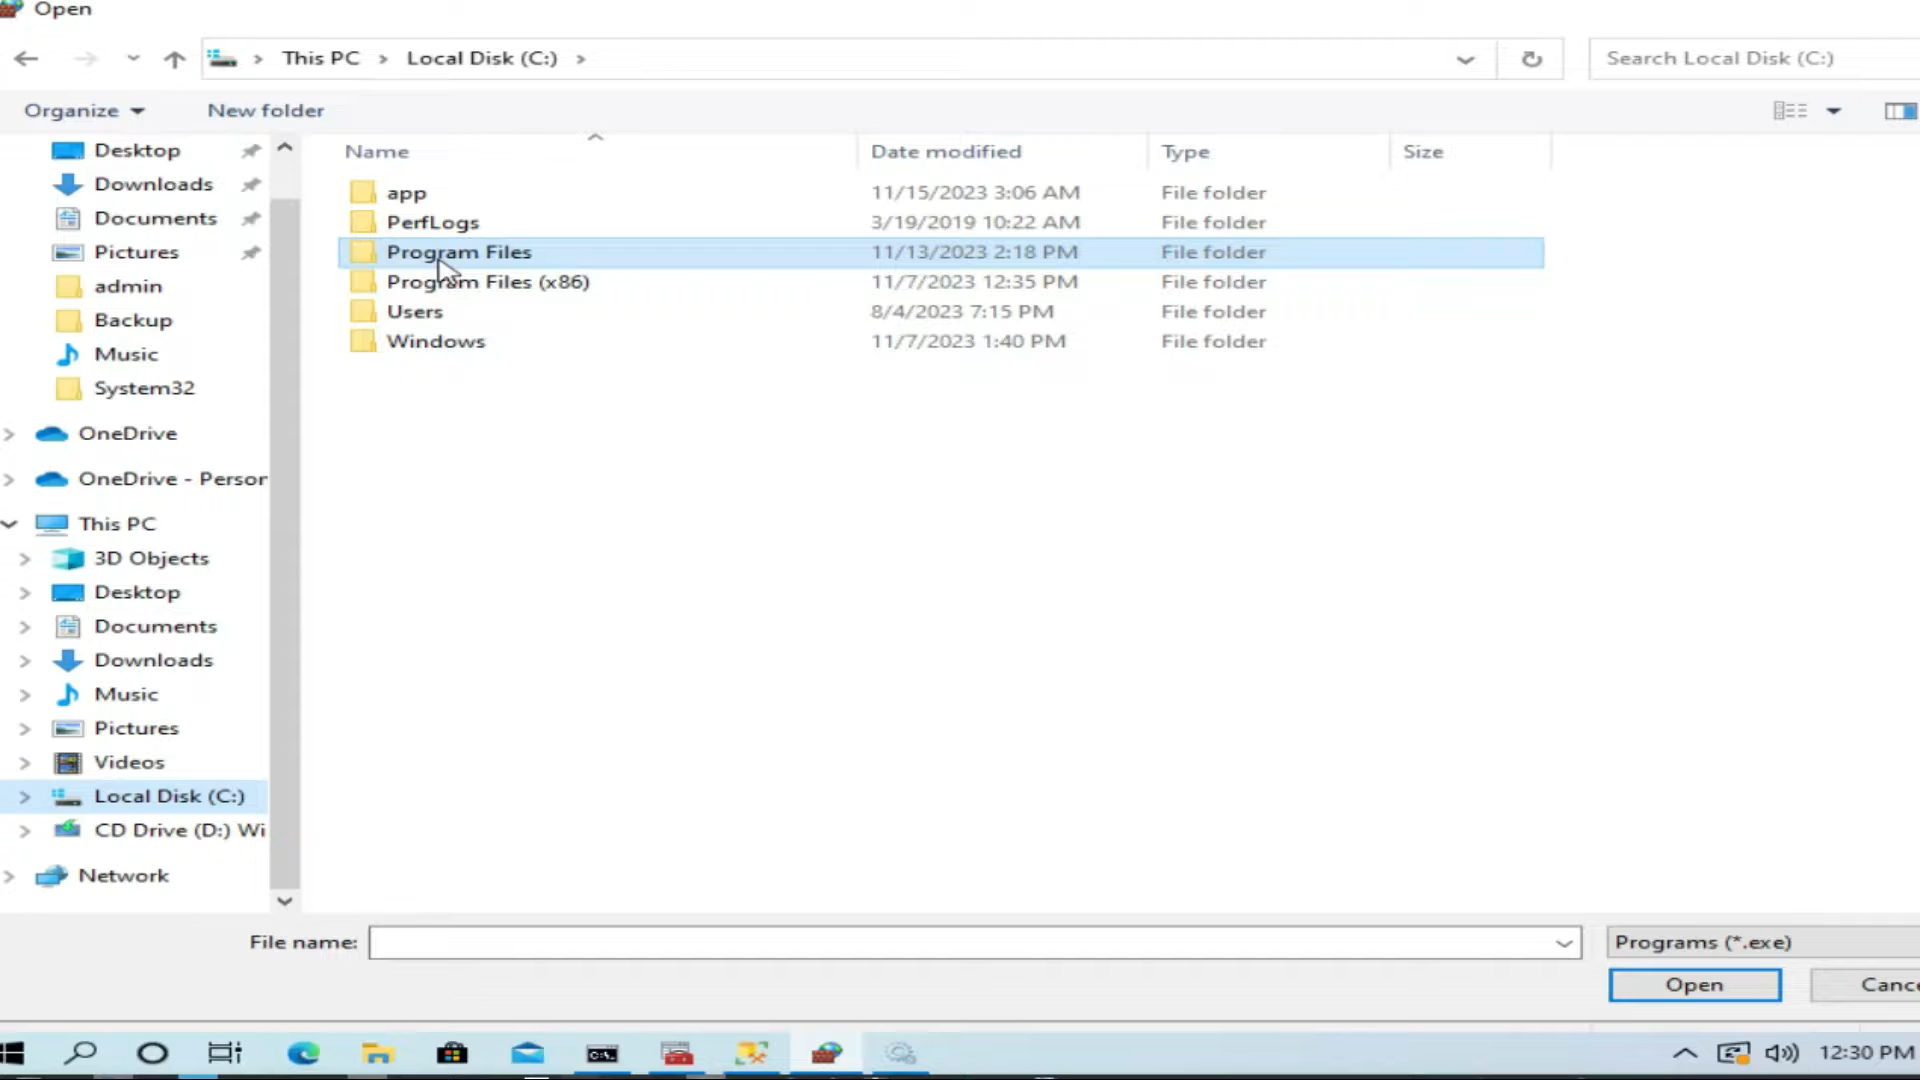 Open
This PC > Local Disk (C:) >
Search Local Disk (C:)
Organize
New folder
Name
Date modified
Type
Size
Desktop
Downloads
Documents
Pictures
admin
Backup
Music
System32
OneDrive
OneDrive - Person
This PC
3D Objects
Desktop
Documents
Downloads
Music
Pictures
Videos
Local Disk (C:)
CD Drive (D:) Wi
Network
app 11/15/2023 3:06 AM File folder
PerfLogs 3/19/2019 10:22 AM File folder
Program Files 11/13/2023 2:18 PM File folder
Program Files (x86) 11/7/2023 12:35 PM File folder
Users 8/4/2023 7:15 PM File folder
Windows 11/7/2023 1:40 PM File folder
File name:
Programs (*.exe)
Open
Cance
12:30 PM